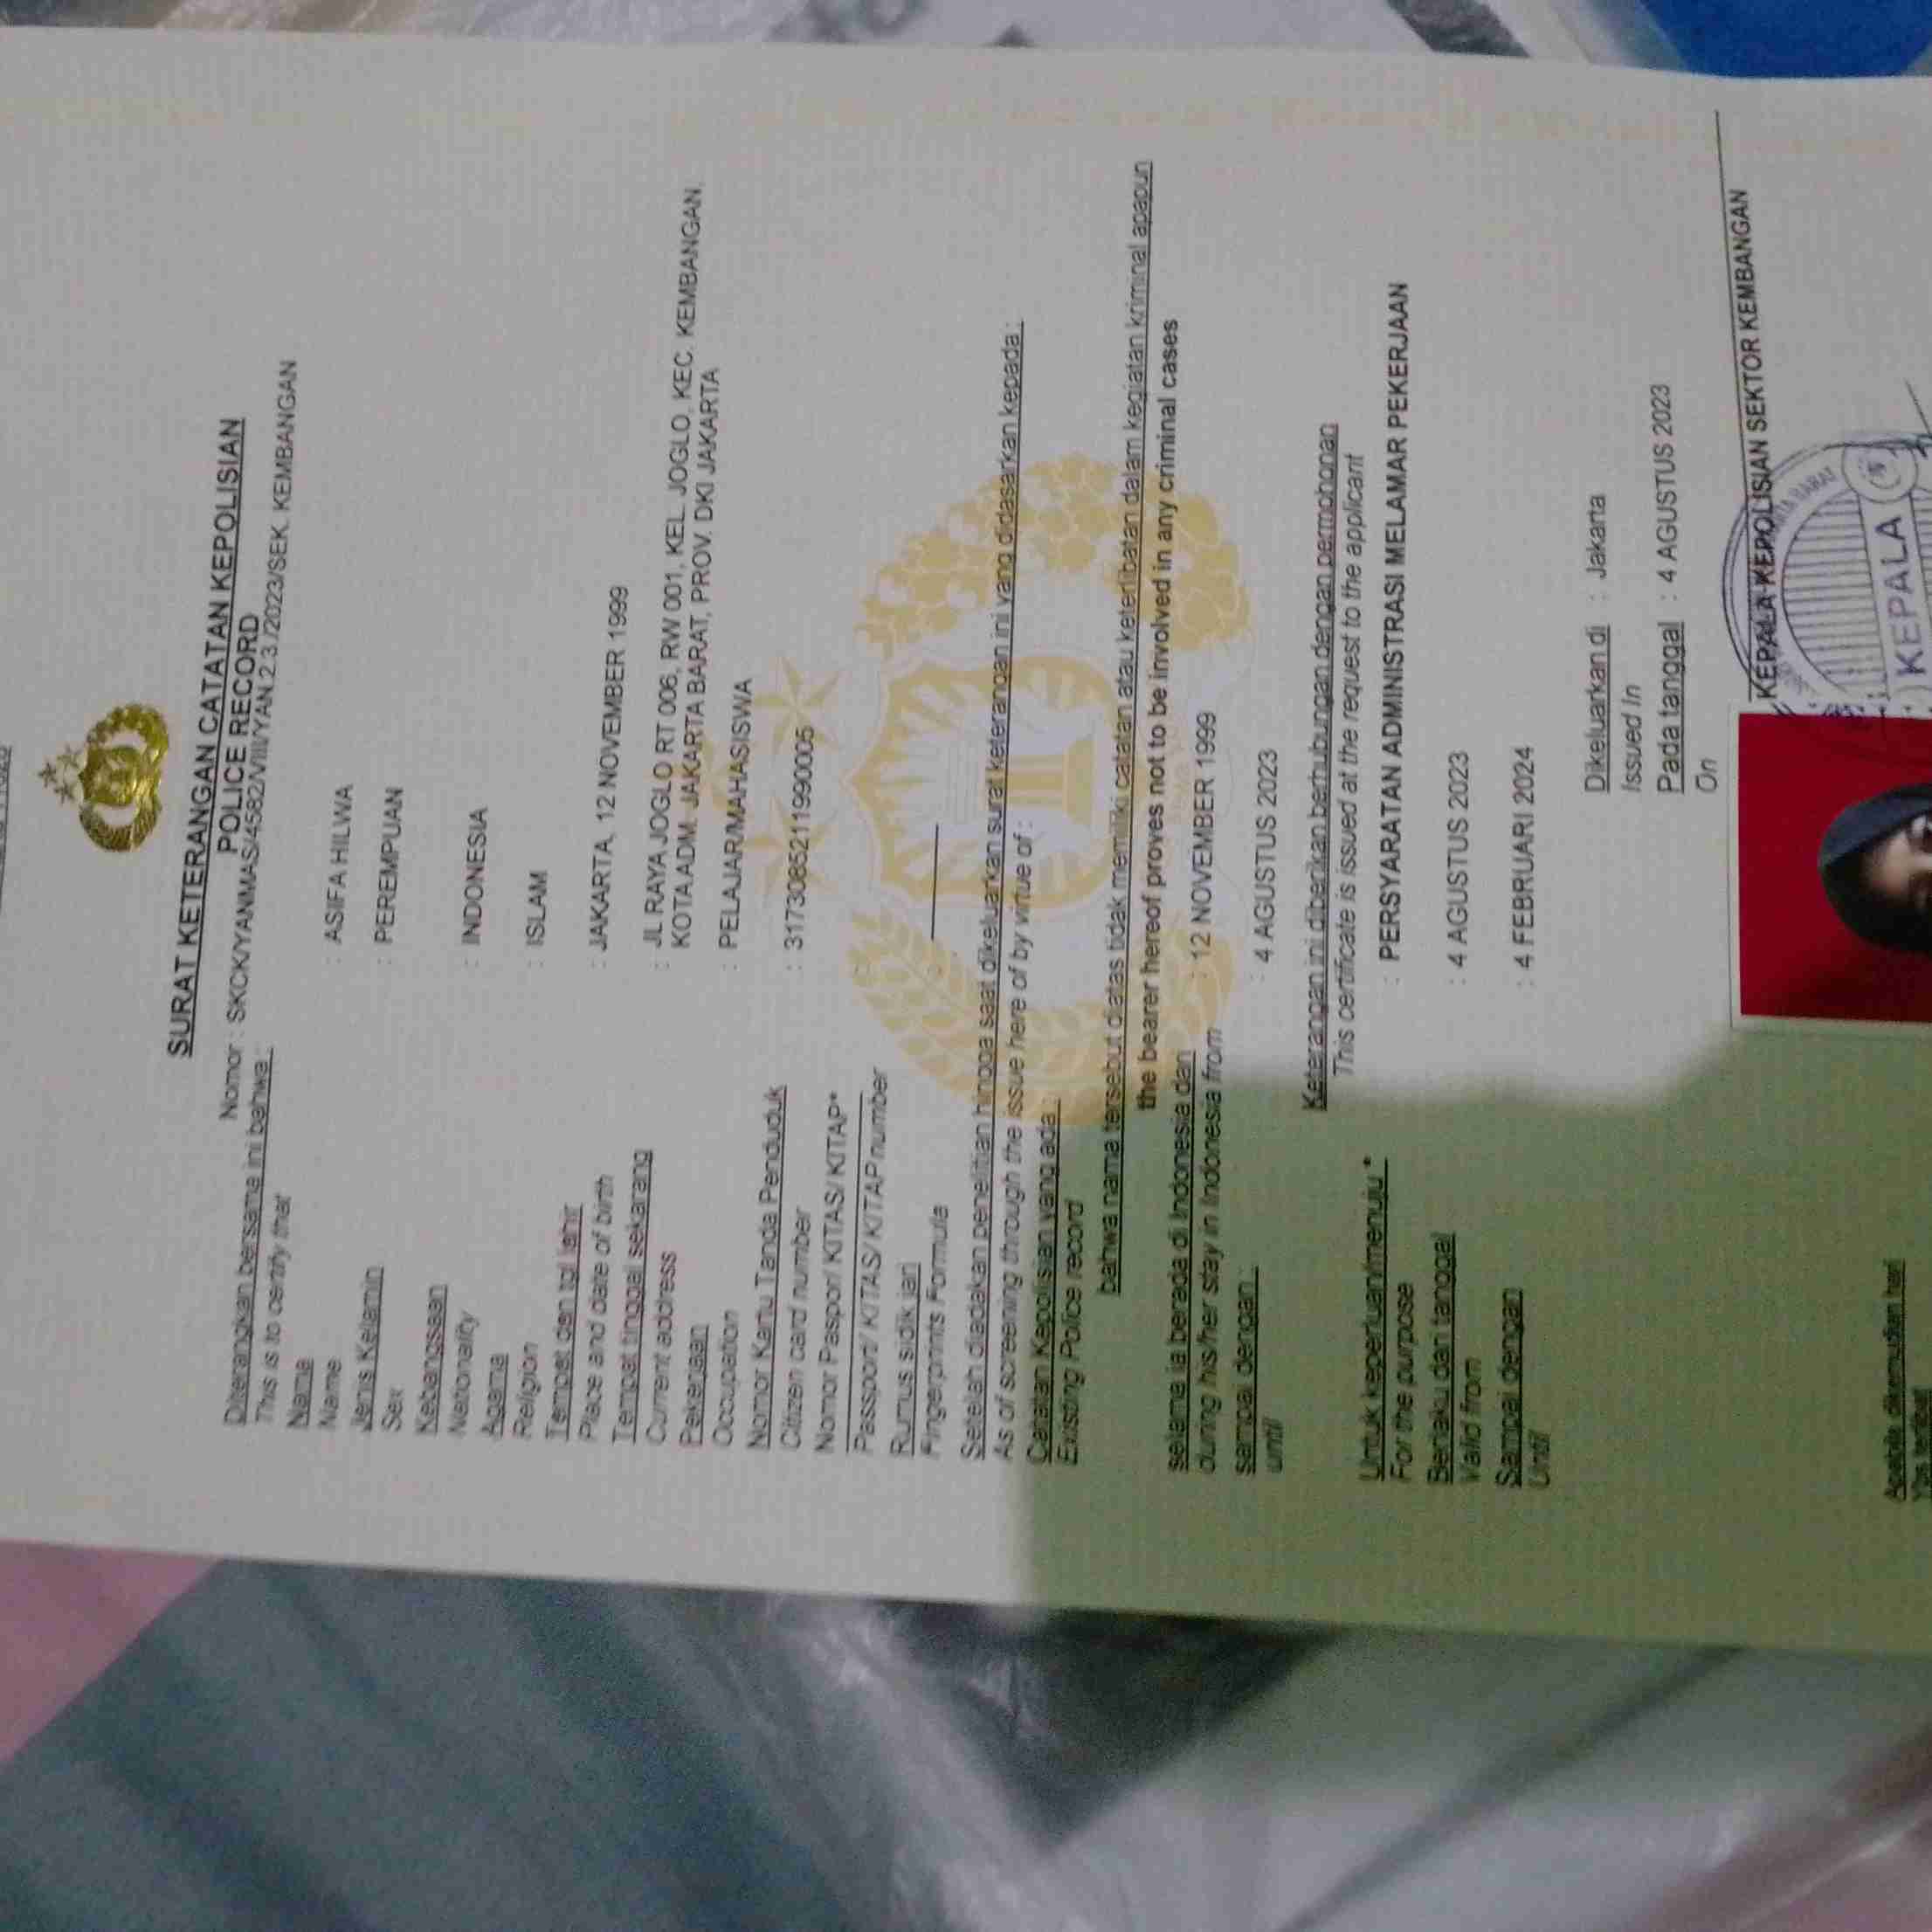 SURAT KETERANGAN CATATAN KEPOLISIAN
POLICE RECORD
Nomor : SKCK/YANMAS/4582/VIII/YAN.2.3./2023/SEK. KEMBANGAN
Diterangkan bersama ini bahwa :
This is to certify that
Nama : ASIFA HILWA
Name
Jenis Kelamin : PEREMPUAN
Sex
Kebangsaan : INDONESIA
Nationality
Agama : ISLAM
Religion
Tempat dan tgl lahir : JAKARTA, 12 NOVEMBER 1999
Place and date of birth
Tempat tinggal sekarang : JL RAYA JOGLO RT 006, RW 001, KEL. JOGLO, KEC. KEMBANGAN,
Current address KOTA ADM. JAKARTA BARAT, PROV. DKI JAKARTA
Pekerjaan : PELAJAR/MAHASISWA
Occupation
Nomor Kartu Tanda Penduduk : 3173085211990005
Citizen card number
Nomor Paspor/ KITAS/ KITAP*
Passport/ KITAS/ KITAP number
Rumus sidik jari
Fingerprints Formula
Setelah diadakan penelitian hingga saat dikeluarkan surat keterangan ini yang didasarkan kepada :
As of screening through the issue here of by virtue of :
Catatan Kepolisian yang ada :
Existing Police record
bahwa nama tersebut diatas tidak memiliki catatan atau keterlibatan dalam kegiatan kriminal apapun
the bearer hereof proves not to be involved in any criminal cases
selama ia berada di Indonesia dan : 12 NOVEMBER 1999
during his/her stay in Indonesia from
sampai dengan : 4 AGUSTUS 2023
until
Keterangan ini diberikan berhubungan dengan permohonan
This certificate is issued at the request to the applicant
Untuk keperluan/menuju * : PERSYARATAN ADMINISTRASI MELAMAR PEKERJAAN
For the purpose
Berlaku dari tanggal : 4 AGUSTUS 2023
Valid from
Sampai dengan : 4 FEBRUARI 2024
Until
Dikeluarkan di : Jakarta
Issued In
Pada tanggal : 4 AGUSTUS 2023
On
KEPALA KEPOLISIAN SEKTOR KEMBANGAN
KEPALA
Apabila dikemudian hari